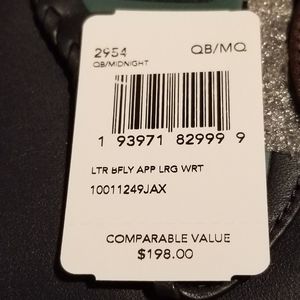 2954 QB/MQ
QB/MIDNIGHT
1 93971 82999 9
LTR BFLY APP LRG WRT
10011249JAX
COMPARABLE VALUE
$198.00